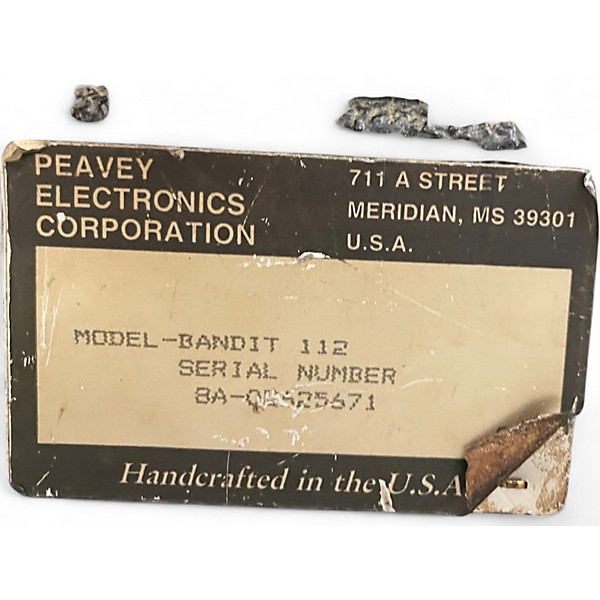 PEAVEY
ELECTRONICS
CORPORATION
711 A STREET
MERIDIAN, MS 39301
U.S.A.
MODEL-BANDIT 112
SERIAL NUMBER
Handcrafted in the U.S.A.